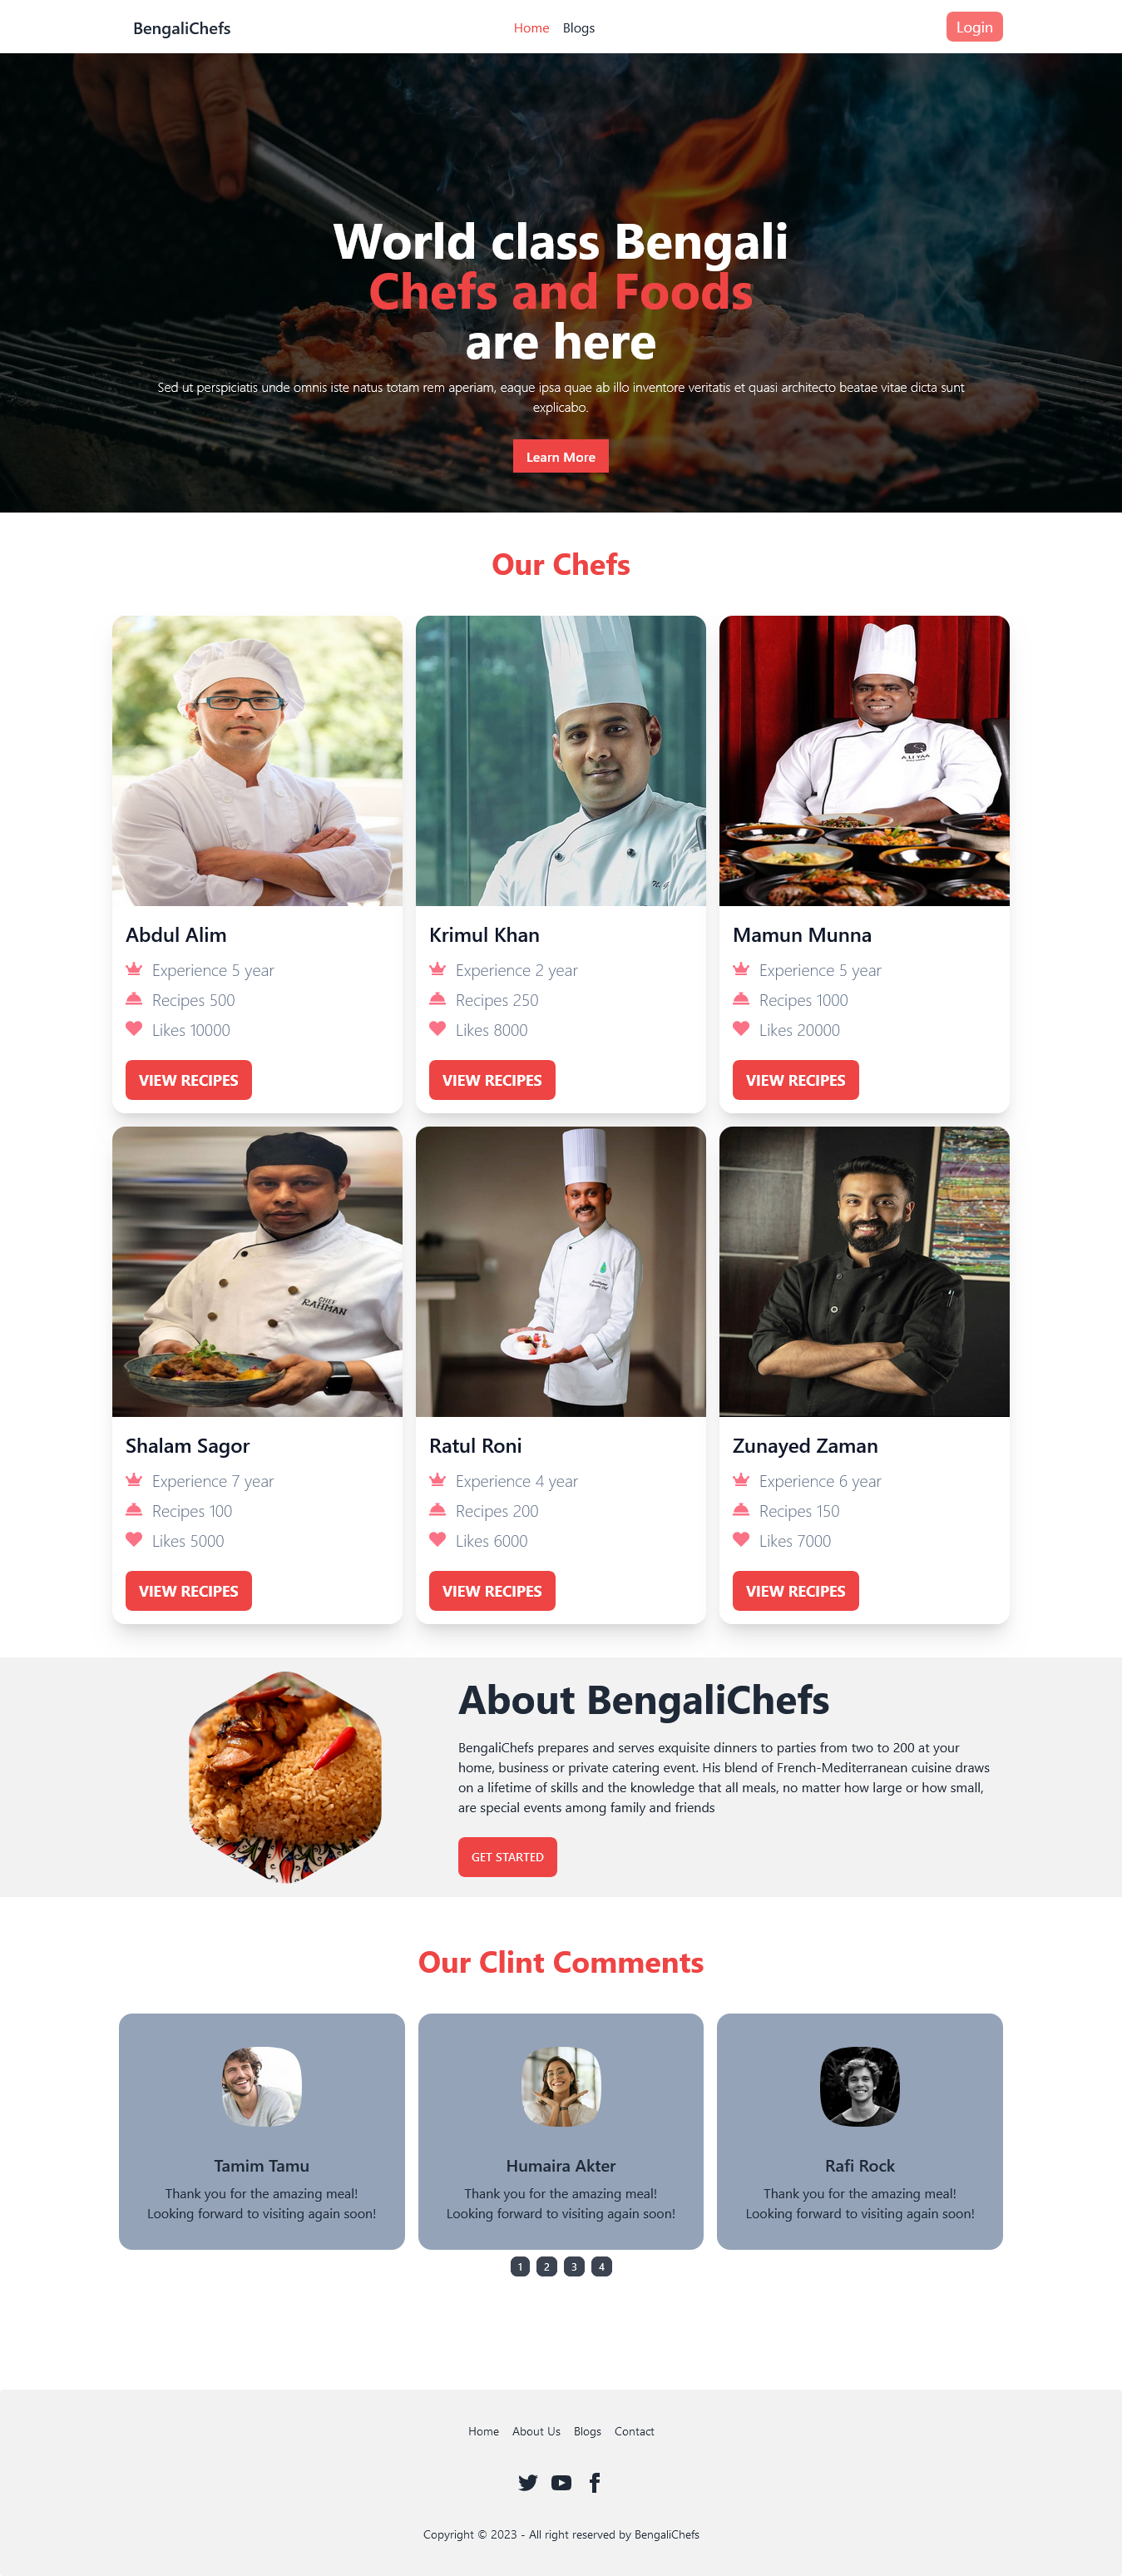 BengaliChefs
Home Blogs
Login
World class Bengali
Chefs and Foods
are here
Sed ut perspiciatis unde omnis iste natus totam rem aperiam, eaque ipsa quae ab illo inventore veritatis et quasi architecto beatae vitae dicta sunt
explicabo.
Learn More
Our Chefs
ALIYAA
Abdul Alim
Experience 5 year
Recipes 500
Likes 10000
VIEW RECIPES
Krimul Khan
Experience 2 year
Recipes 250
Likes 8000
VIEW RECIPES
Mamun Munna
Experience 5 year
Recipes 1000
Likes 20000
VIEW RECIPES
CHEF
RAHMAN
Shalam Sagor
Experience 7 year
Recipes 100
Likes 5000
VIEW RECIPES
Ratul Roni
Experience 4 year
Recipes 200
Likes 6000
VIEW RECIPES
Zunayed Zaman
Experience 6 year
Recipes 150
Likes 7000
VIEW RECIPES
About BengaliChefs
BengaliChefs prepares and serves exquisite dinners to parties from two to 200 at your
home, business or private catering event. His blend of French-Mediterranean cuisine draws
on a lifetime of skills and the knowledge that all meals, no matter how large or how small,
are special events among family and friends
GET STARTED
Our Clint Comments
Tamim Tamu
Thank you for the amazing meal!
Looking forward to visiting again soon!
Humaira Akter
Thank you for the amazing meal!
Looking forward to visiting again soon!
Rafi Rock
Thank you for the amazing meal!
Looking forward to visiting again soon!
1 2 3 4
Home About Us Blogs Contact
Copyright © 2023 - All right reserved by BengaliChefs